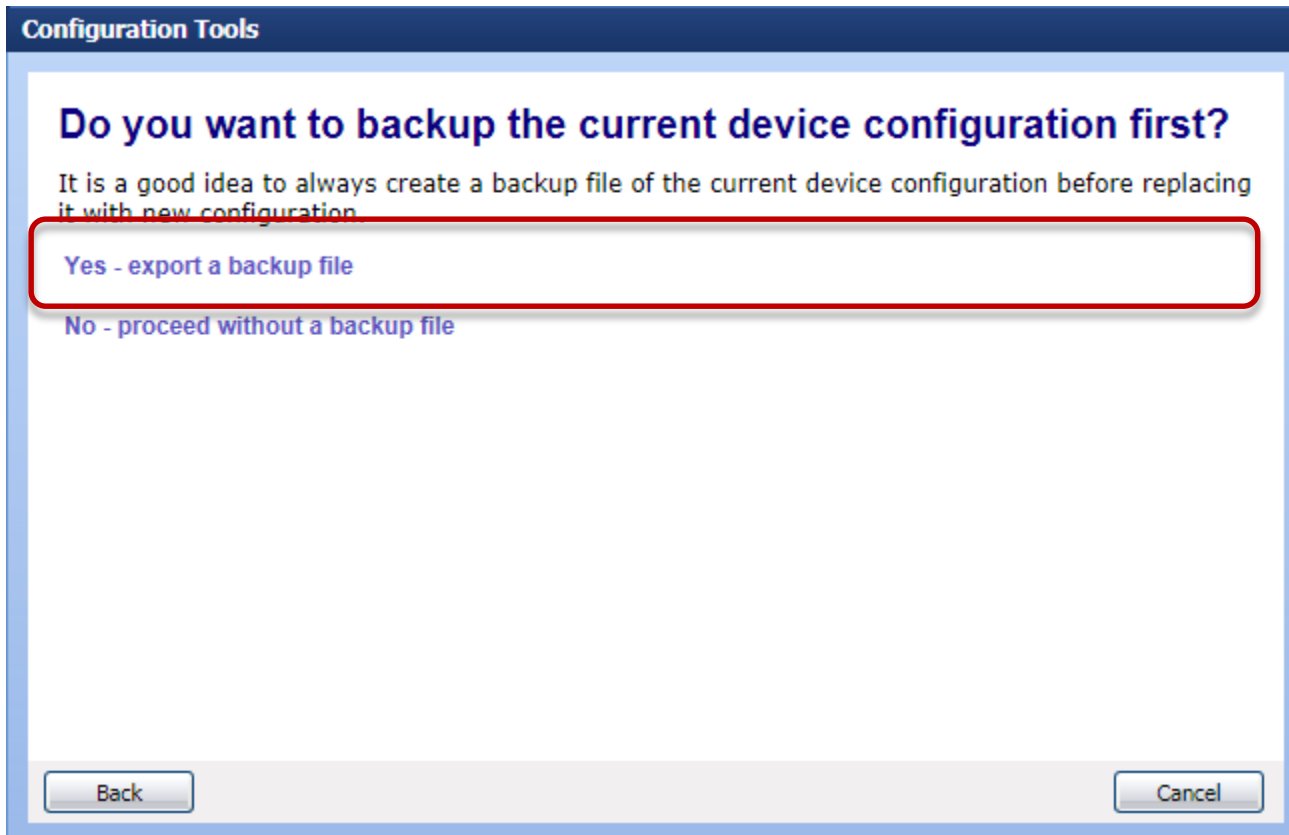 Configuration Tools
Do you want to backup the current device configuration first?
It is a good idea to always create a backup file of the current device configuration before replacing
it with new configuration.
Yes - export a backup file
No - proceed without a backup file
Back
Cancel